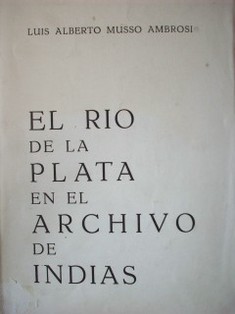 LUIS ALBERTO MUSSO AMBROSI
EL RIO
DE LA
PLATA
EN EL
ARCHIVO
DE
INDIAS